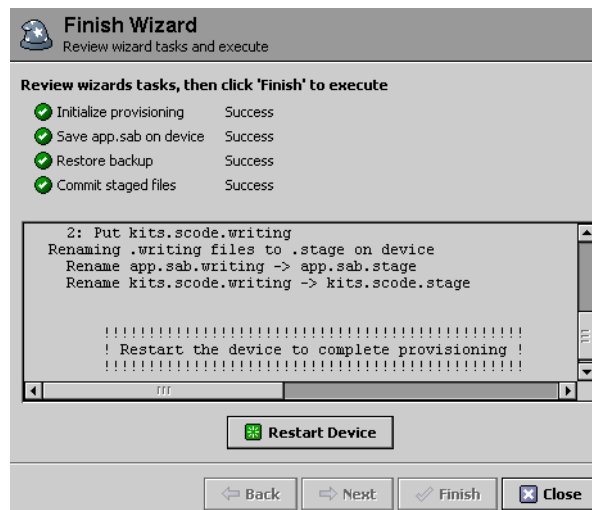 Finish Wizard
Review wizard tasks and execute
Review wizards tasks, then click 'Finish' to execute
Initialize provisioning Success
Save app.sab on device Success
Restore backup Success
Commit staged files Success
2: Put kits.scode.writing
Renaming .writing files to .stage on device
Rename app.sab.writing -> app.sab.stage
Rename kits.scode.writing -> kits.scode.stage
!!!!!!!!!!!!!!!!!!!!!!!!!!!!!!!!!!!!!!!!!!!!!!!
! Restart the device to complete provisioning !
!!!!!!!!!!!!!!!!!!!!!!!!!!!!!!!!!!!!!!!!!!!!!!!
Restart Device
Back Next Finish Close